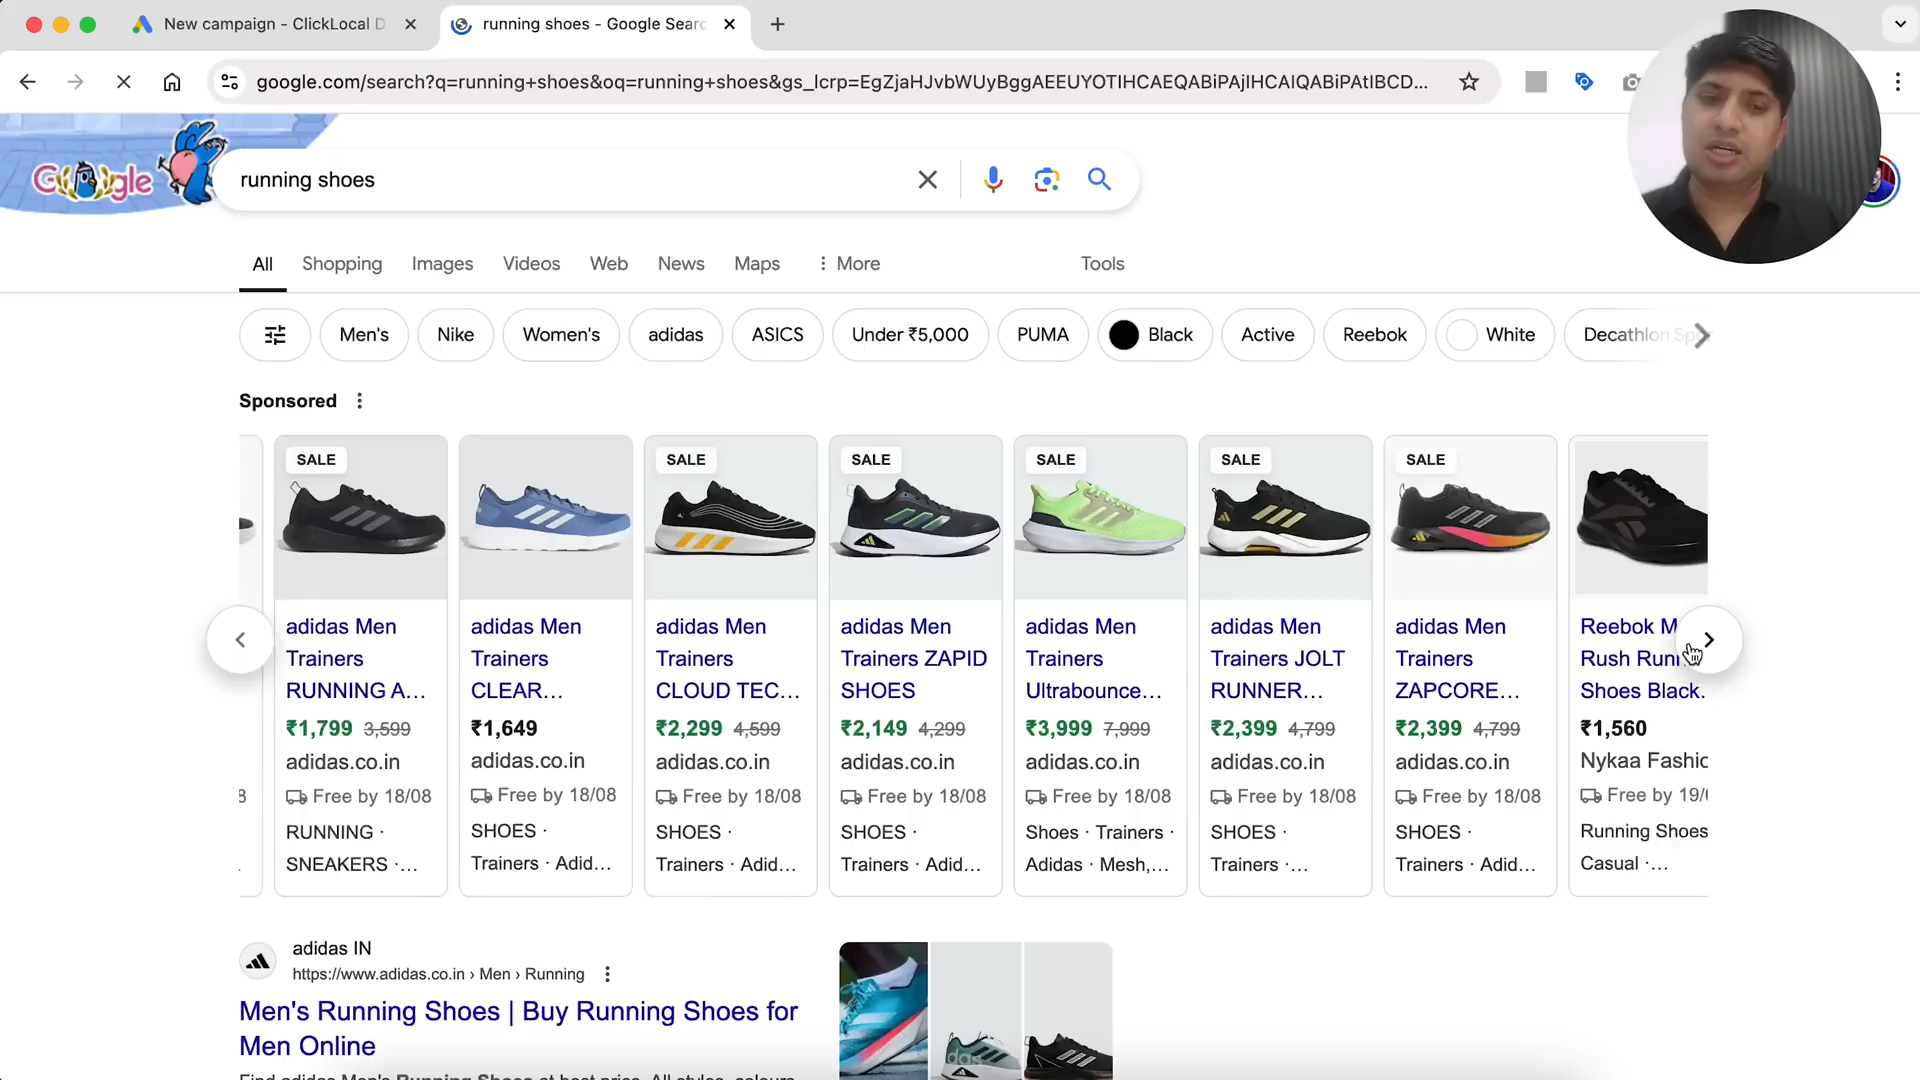 New campaign - ClickLocal D
running shoes - Google Searc
google.com/search?q=running+shoes&oq=running+shoes&gs_lcrp=EgZjaHJvbWUyBggAEEUYOTIHCAEQABiPAjIHCAIQABiPAtIBCD...
Google
running shoes
All
Shopping
Images
Videos
Web
News
Maps
More
Tools
Men's
Nike
Women's
adidas
ASICS
Under ₹5,000
PUMA
Black
Active
Reebok
White
Decathlon Sp
Sponsored
8
.
SALE
adidas Men
Trainers
RUNNING A...
₹1,799 3,599
adidas.co.in
Free by 18/08
RUNNING ·
SNEAKERS ·...
adidas Men
Trainers
CLEAR...
₹1,649
adidas.co.in
Free by 18/08
SHOES ·
Trainers · Adid...
SALE
adidas Men
Trainers
CLOUD TEC...
₹2,299 4,599
adidas.co.in
Free by 18/08
SHOES ·
Trainers · Adid...
SALE
adidas Men
Trainers ZAPID
SHOES
₹2,149 4,299
adidas.co.in
Free by 18/08
SHOES ·
Trainers · Adid...
SALE
adidas Men
Trainers
Ultrabounce...
₹3,999 7,999
adidas.co.in
Free by 18/08
Shoes · Trainers ·
Adidas · Mesh,...
SALE
adidas Men
Trainers JOLT
RUNNER...
₹2,399 4,799
adidas.co.in
Free by 18/08
SHOES ·
Trainers ·...
SALE
adidas Men
Trainers
ZAPCORE...
₹2,399 4,799
adidas.co.in
Free by 18/08
SHOES ·
Trainers · Adid...
Reebok M
Rush Runn
Shoes Black.
₹1,560
Nykaa Fashic
Free by 19/
Running Shoes
Casual ·...
adidas IN
https://www.adidas.co.in › Men › Running
Men's Running Shoes | Buy Running Shoes for
Men Online
Find adidas Men's Running Shoes at best price. All styles, colours